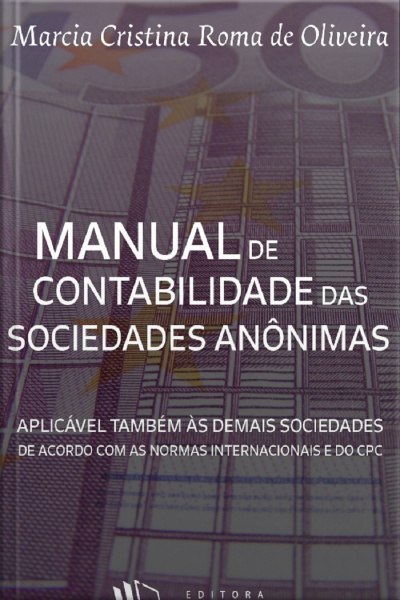 Marcia Cristina Roma de Oliveira
50
MANUAL DE
CONTABILIDADE DAS
SOCIEDADES ANÔNIMAS
APLICÁVEL TAMBÉM ÀS DEMAIS SOCIEDADES
DE ACORDO COM AS NORMAS INTERNACIONAIS E DO CPC
EDITORA